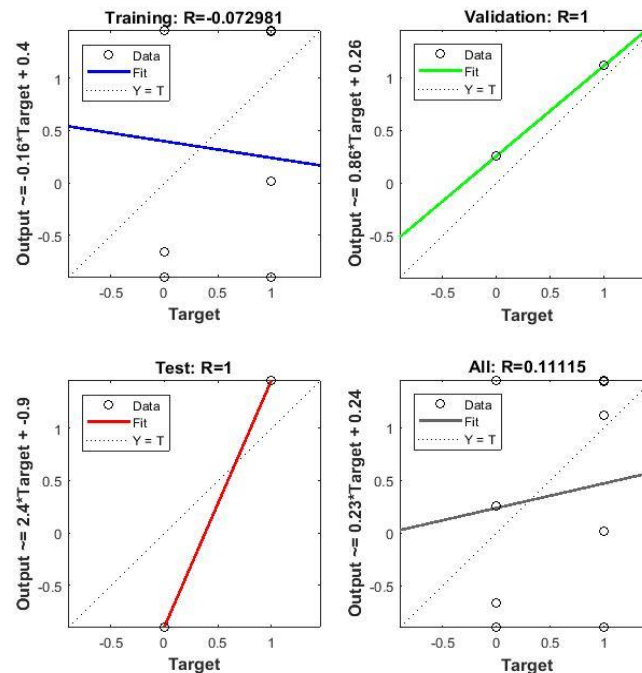 Training: R=-0.072981
Output ~= -0.16*Target + 0.4
Data
Fit
Y = T
1
0.5
0
-0.5
-0.5 0 0.5 1
Target
Validation: R=1
Output ~= 0.86*Target + 0.26
Data
Fit
Y = T
1
0.5
0
-0.5
-0.5 0 0.5 1
Target
Test: R=1
Output ~= 2.4*Target + -0.9
Data
Fit
Y = T
1
0.5
0
-0.5
-0.5 0 0.5 1
Target
All: R=0.11115
Output ~= 0.23*Target + 0.24
Data
Fit
Y = T
1
0.5
0
-0.5
-0.5 0 0.5 1
Target